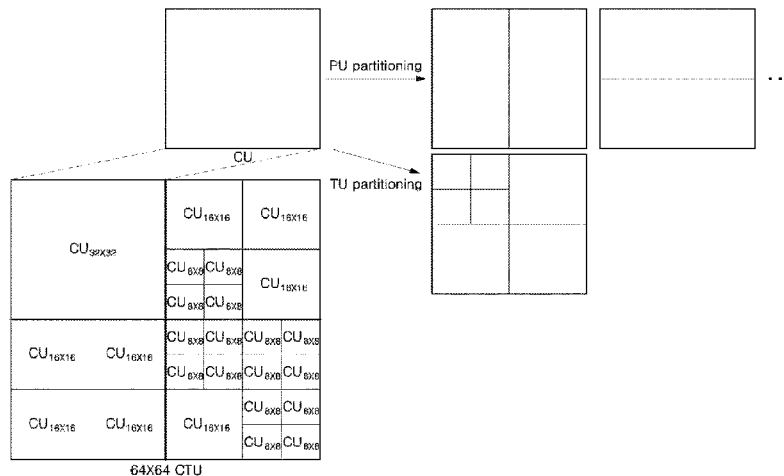 PU partitioning
CU
TU partitioning
CU16X16 CU16X16
CU32X32
CU8X8 CU8X8
CU16X16
CU8X8 CU8X8
CU8X8 CU8X8 CU8X8 CU8X8
CU16X16 CU16X16
CU8X8 CU8X8 CU8X8 CU8X8
CU8X8 CU8X8
CU16X16 CU16X16 CU16X16
CU8X8 CU8X8
64X64 CTU